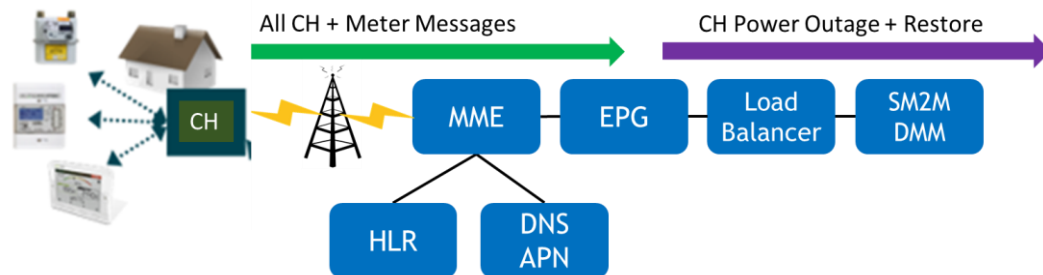 All CH + Meter Messages
CH Power Outage + Restore
CH
MME
EPG
Load
Balancer
SM2M
DMM
HLR
DNS
APN